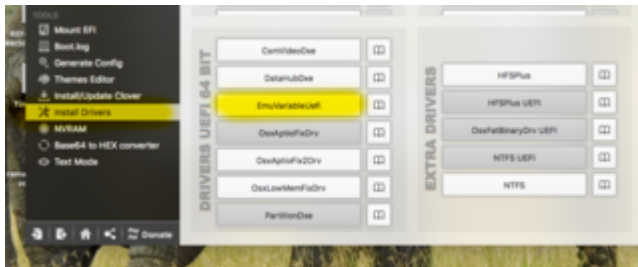 TOOLS
Mount EFI
Boot.log
Generate Config
Themes Editor
Install/Update Clover
Install Drivers
NVRAM
Base64 to HEX converter
Text Mode
Donate
DRIVERS UEFI 64 BIT
ComVideoDxe
DataHubDxe
EmuVariableUefi
OsxAptioFixDrv
OsxAptioFix2Drv
OsxLowMemFixDrv
PartitionDxe
EXTRA DRIVERS
HFSPlus
HFSPlus UEFI
OsxFatBinaryDrv UEFI
NTFS UEFI
NTFS